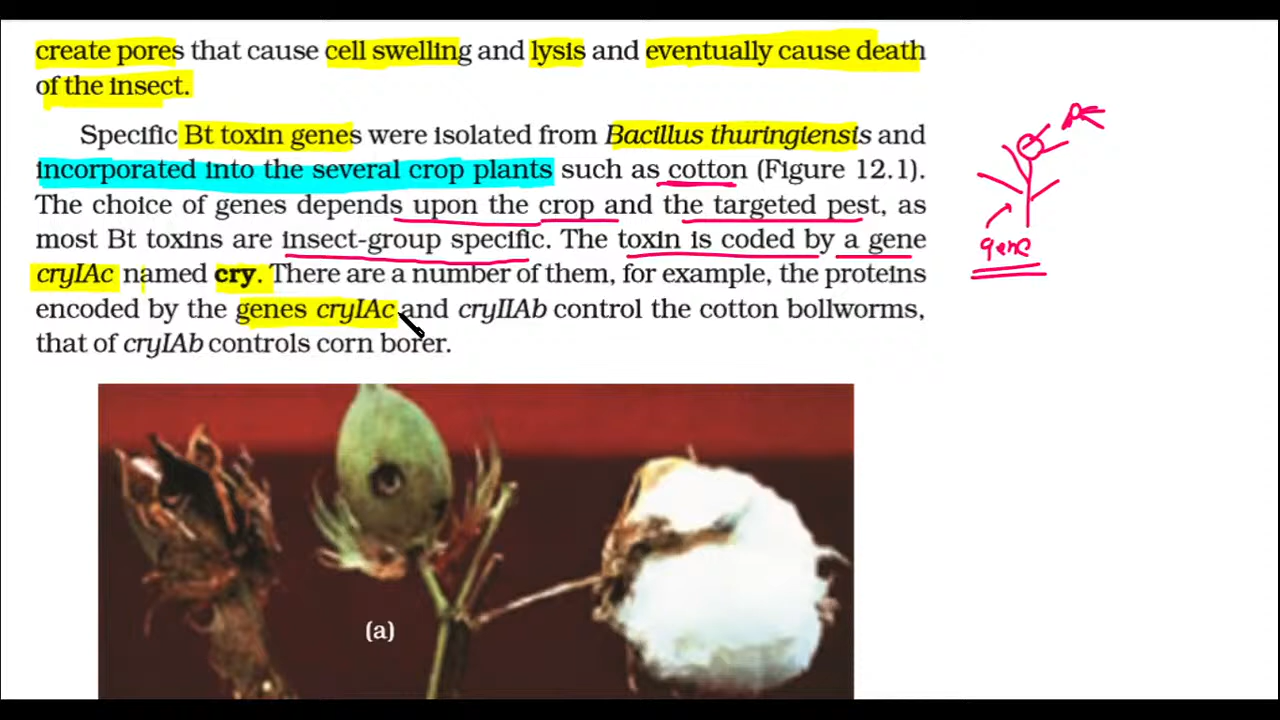 create pores that cause cell swelling and lysis and eventually cause death
of the insect.
Specific Bt toxin genes were isolated from Bacillus thuringiensis and
incorporated into the several crop plants such as cotton (Figure 12.1).
The choice of genes depends upon the crop and the targeted pest, as
most Bt toxins are insect-group specific. The toxin is coded by a gene
cryIAc named cry. There are a number of them, for example, the proteins
encoded by the genes cryIAc and cryIIAb control the cotton bollworms,
that of cryIAb controls corn borer.
gene
(a)